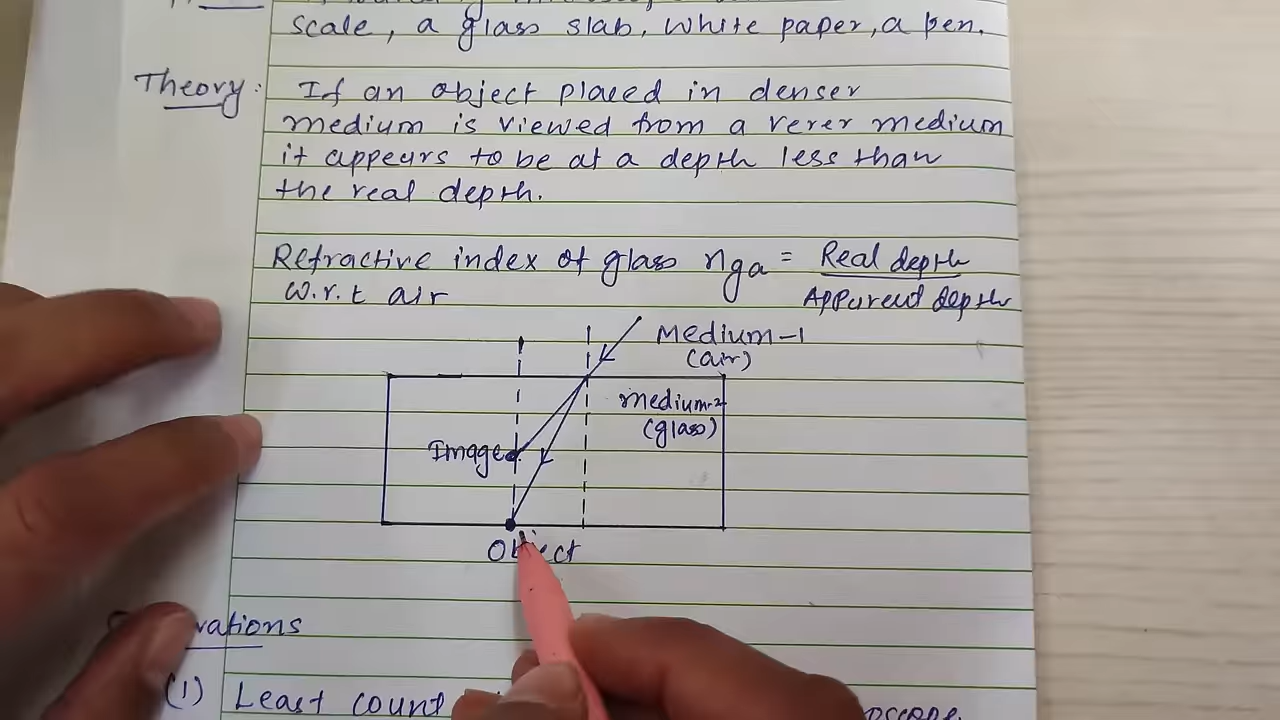 scale, a glass slab, white paper, a pen.
Theory: If an object placed in denser
medium is viewed from a rerer medium
it appears to be at a depth less than
the real depth.
Refractive index of glass nga = Real depth
w.r.t air Apparent depth
Medium-1
(air)
medium-2
(glass)
Image
Object
vations
(1) Least count